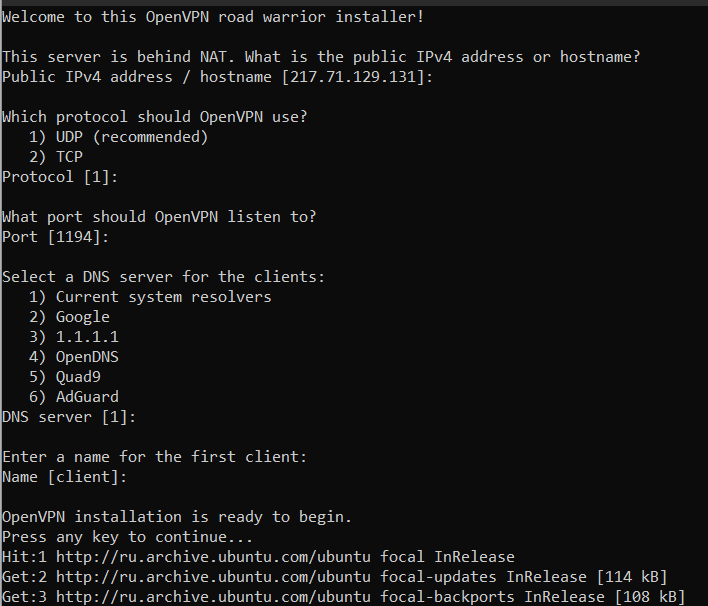 Welcome to this OpenVPN road warrior installer!
This server is behind NAT. What is the public IPv4 address or hostname?
Public IPv4 address / hostname [217.71.129.131]:
Which protocol should OpenVPN use?
1) UDP (recommended)
2) TCP
Protocol [1]:
What port should OpenVPN listen to?
Port [1194]:
Select a DNS server for the clients:
1) Current system resolvers
2) Google
3) 1.1.1.1
4) OpenDNS
5) Quad9
6) AdGuard
DNS server [1]:
Enter a name for the first client:
Name [client]:
OpenVPN installation is ready to begin.
Press any key to continue...
Hit:1 http://ru.archive.ubuntu.com/ubuntu focal InRelease
Get:2 http://ru.archive.ubuntu.com/ubuntu focal-updates InRelease [114 kB]
Get:3 http://ru.archive.ubuntu.com/ubuntu focal-backports InRelease [108 kB]